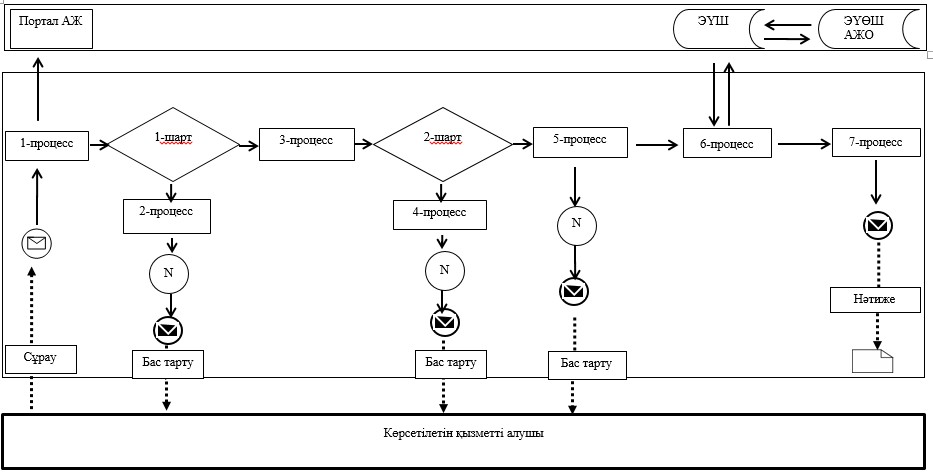 Портал АЖ
ЭҮШ
ЭҮӨШ
АЖО
1-процесс
1-шарт
3-процесс
2-шарт
5-процесс
6-процесс
7-процесс
2-процесс
4-процесс
N
N
N
Нәтиже
Сұрау
Бас тарту
Бас тарту
Бас тарту
Көрсетілетін қызметті алушы